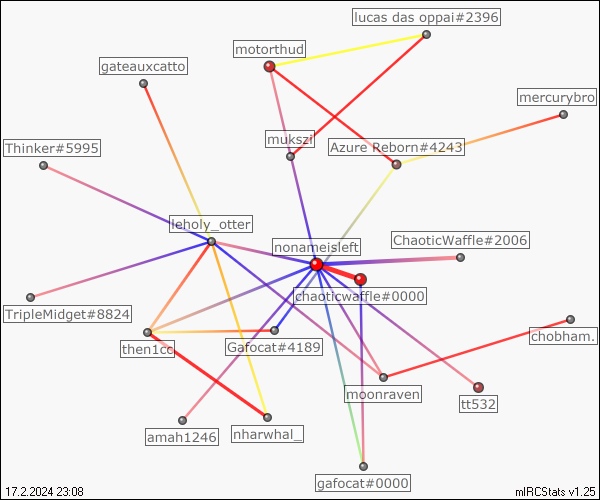 lucas das oppai#2396
motorthud
gateauxcatto
mercurybro
mukszi
Azure Reborn#4243
Thinker#5995
leholy_otter
nonameisleft
ChaoticWaffle#2006
chaoticwaffle#0000
TripleMidget#8824
then1cc
Gafocat#4189
chobham.
moonraven
tt532
amah1246
nharwhal_
gafocat#0000
17.2.2024 23:08
mIRCStats v1.25